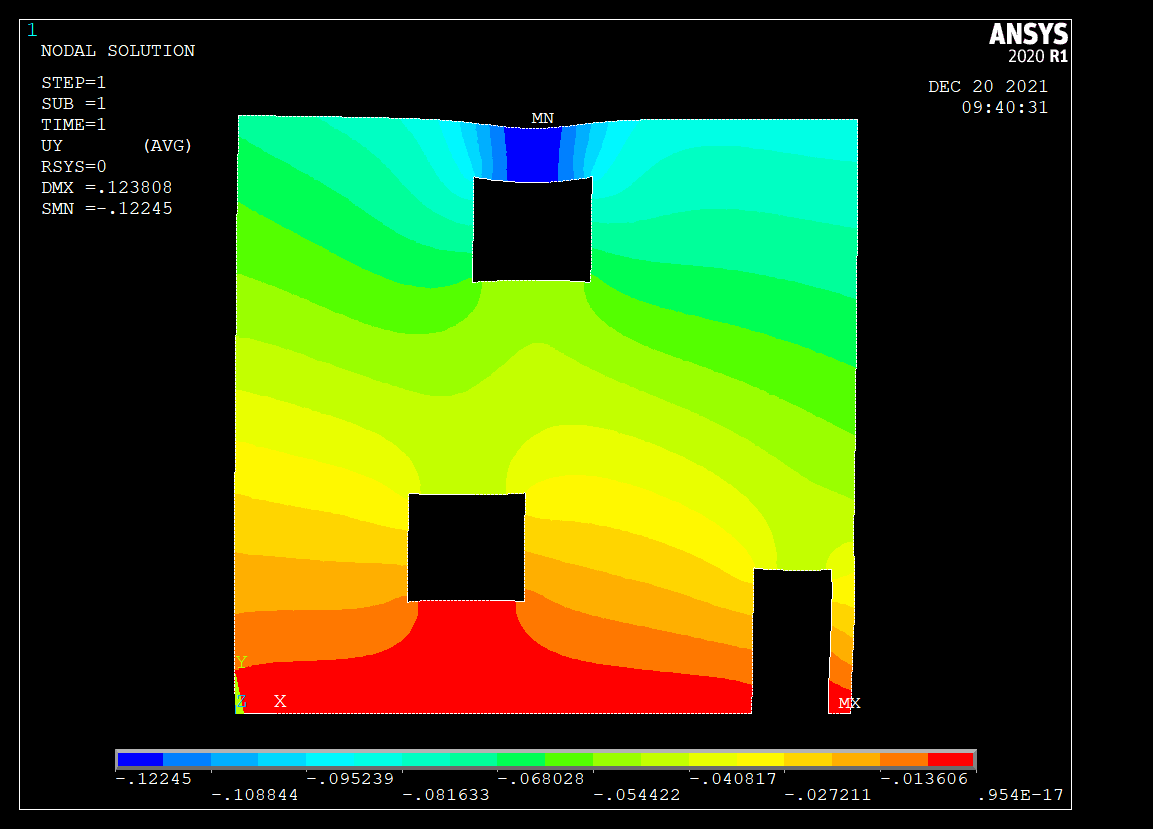 1
ANSYS
2020 R1
NODAL SOLUTION
STEP=1
SUB =1
TIME=1
UY (AVG)
RSYS=0
DMX =.123808
SMN =-.12245
DEC 20 2021
09:40:31
MN
Y
Z X
MX
-.12245 -.095239 -.068028 -.040817 -.013606
-.108844 -.081633 -.054422 -.027211 .954E-17